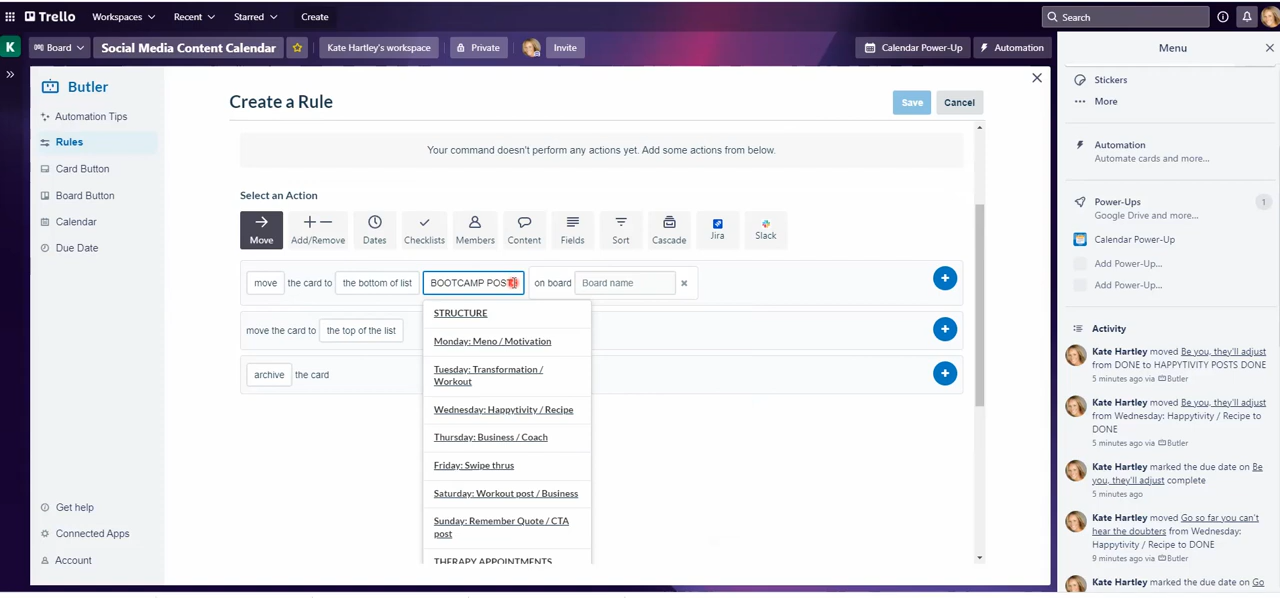 Trello Workspaces Recent Starred Create Search
K Board Social Media Content Calendar Kate Hartley's workspace Private Invite Calendar Power-Up Automation Menu
Butler
Automation Tips
Rules
Card Button
Board Button
Calendar
Due Date
Get help
Connected Apps
Account
Create a Rule
Save Cancel
Your command doesn't perform any actions yet. Add some actions from below.
Select an Action
Move Add/Remove Dates Checklists Members Content Fields Sort Cascade Jira Slack
move the card to the bottom of list BOOTCAMP POSTS on board Board name
STRUCTURE
Monday: Meno / Motivation
Tuesday: Transformation /
Workout
Wednesday: Happytivity / Recipe
Thursday: Business / Coach
Friday: Swipe thrus
Saturday: Workout post / Business
Sunday: Remember Quote / CTA
post
THERAPY APPOINTMENTS
move the card to the top of the list
archive the card
Stickers
More
Automation
Automate cards and more...
Power-Ups 1
Google Drive and more...
Calendar Power-Up
Add Power-Up...
Add Power-Up...
Activity
Kate Hartley moved Be you, they'll adjust
from DONE to HAPPYTIVITY POSTS DONE
5 minutes ago via Butler
Kate Hartley moved Be you, they'll adjust
from Wednesday: Happytivity / Recipe to
DONE
5 minutes ago via Butler
Kate Hartley marked the due date on Be
you, they'll adjust complete
5 minutes ago
Kate Hartley moved Go so far you can't
hear the doubters from Wednesday:
Happytivity / Recipe to DONE
9 minutes ago via Butler
Kate Hartley marked the due date on Go